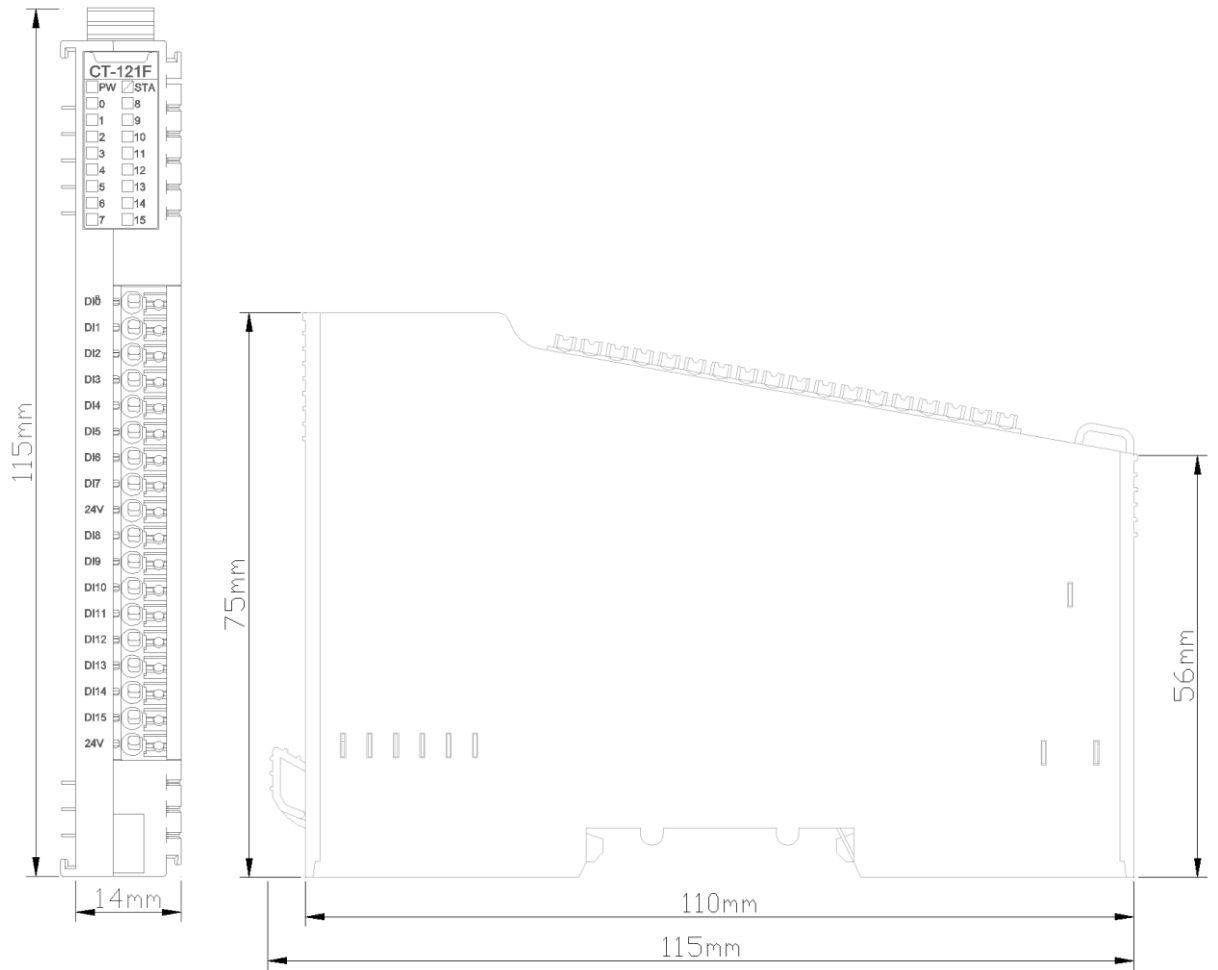 CT-121F
PW STA
0 8
1 9
2 10
3 11
4 12
5 13
6 14
7 15
DI0
DI1
DI2
DI3
DI4
DI5
DI6
DI7
24V
DI8
DI9
DI10
DI11
DI12
DI13
DI14
DI15
24V
115mm
14mm
75mm
56mm
110mm
115mm